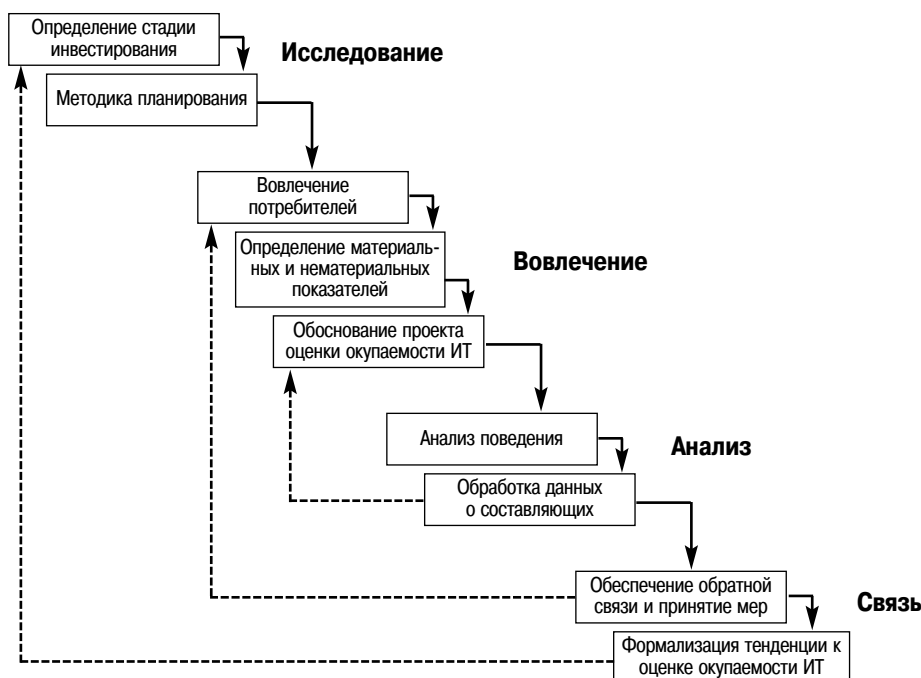 Определение стадии
инвестирования
Исследование
Методика планирования
Вовлечение
потребителей
Определение материаль-
ных и нематериальных
показателей
Вовлечение
Обоснование проекта
оценки окупаемости ИТ
Анализ поведения
Анализ
Обработка данных
о составляющих
Обеспечение обратной
связи и принятие мер
Связь
Формализация тенденции к
оценке окупаемости ИТ